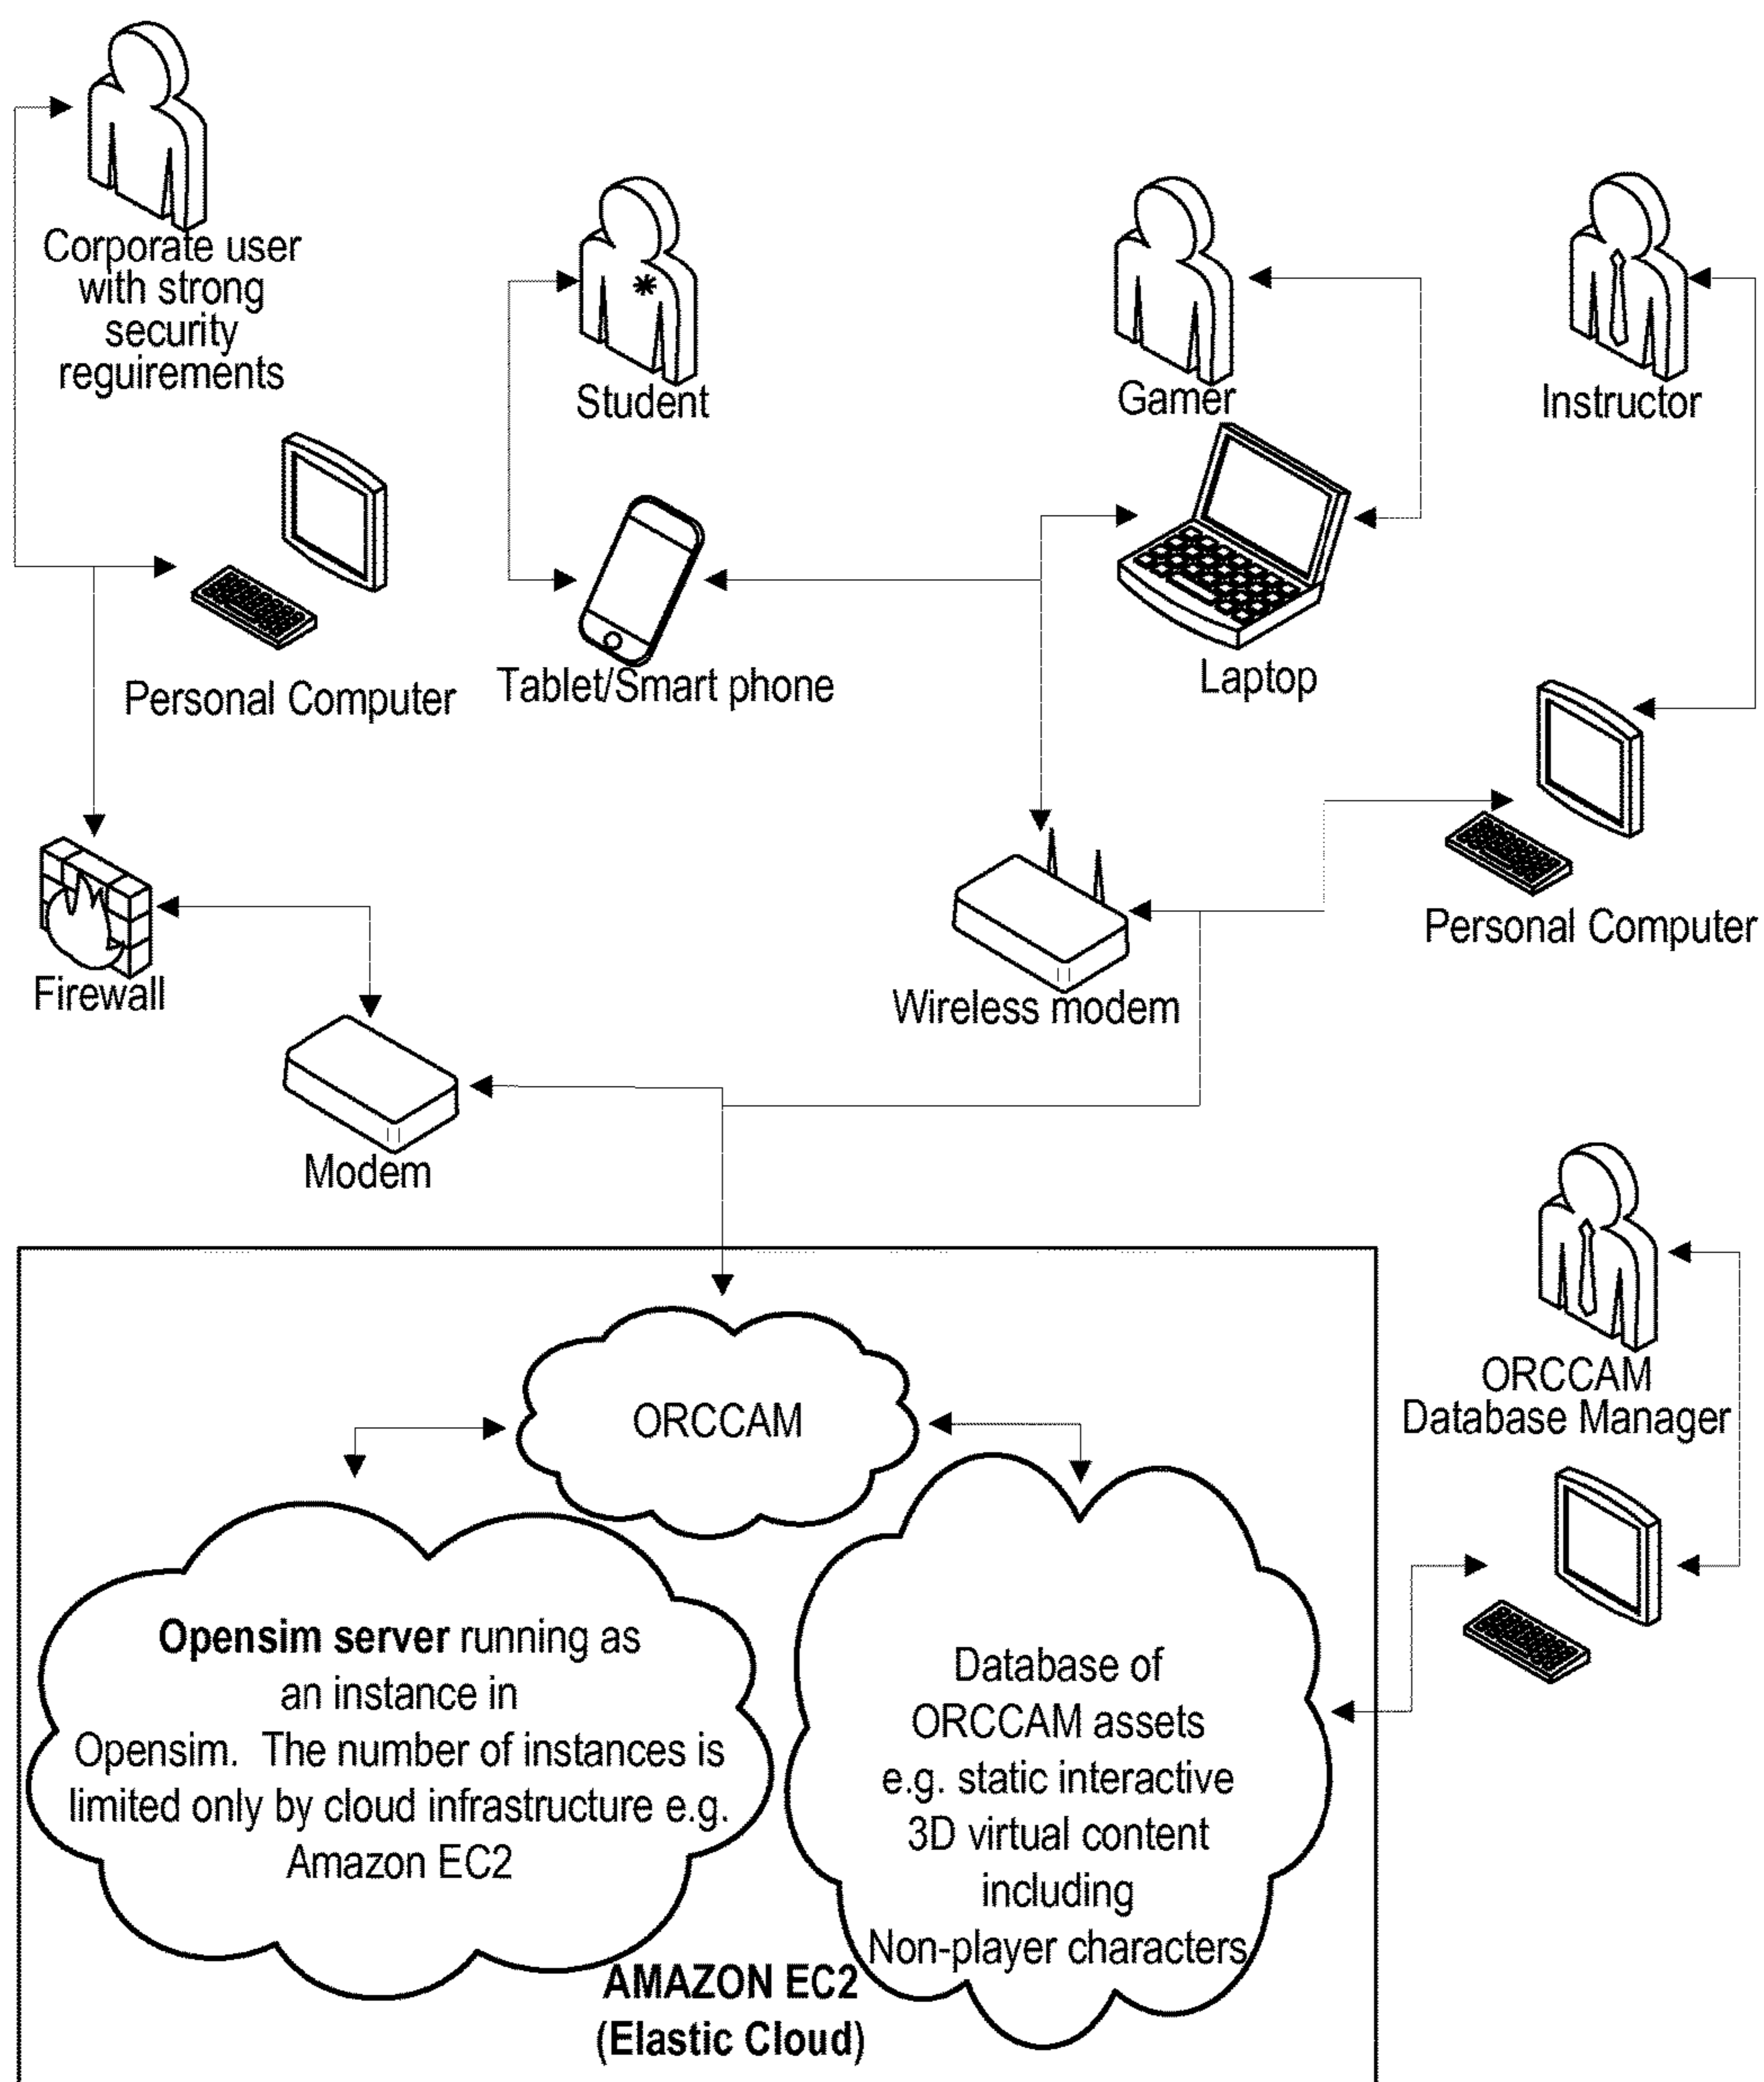 Corporate user
with strong
security
reguirements
Student
Gamer
Instructor
Personal Computer
Tablet/Smart phone
Laptop
Personal Computer
Firewall
Wireless modem
Modem
ORCCAM
Database Manager
ORCCAM
Opensim server running as
an instance in
Opensim. The number of instances is
limited only by cloud infrastructure e.g.
Amazon EC2
Database of
ORCCAM assets
e.g. static interactive
3D virtual content
including
Non-player characters
AMAZON EC2
(Elastic Cloud)